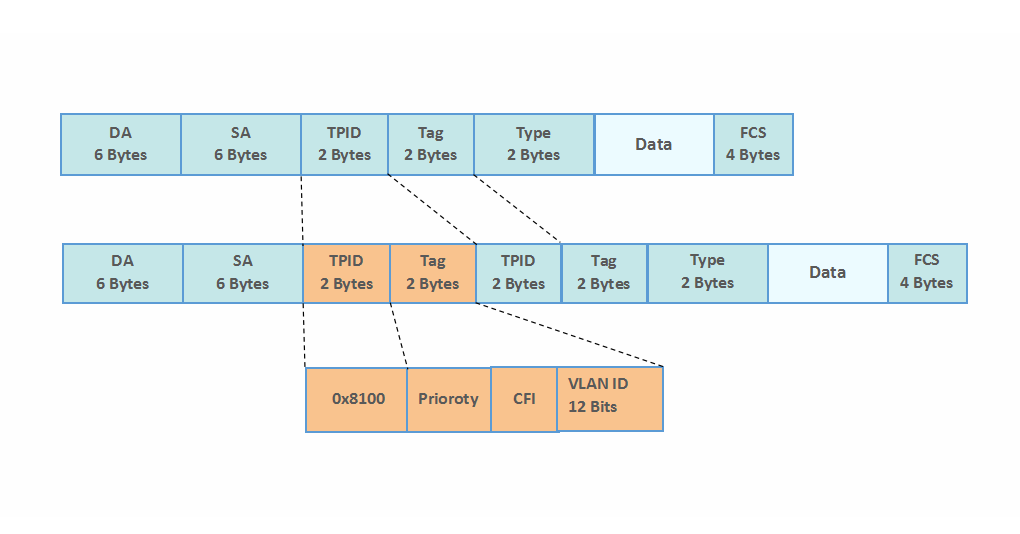 DA
6 Bytes
SA
6 Bytes
TPID
2 Bytes
Tag
2 Bytes
Type
2 Bytes
Data
FCS
4 Bytes
DA
6 Bytes
SA
6 Bytes
TPID
2 Bytes
Tag
2 Bytes
TPID
2 Bytes
Tag
2 Bytes
Type
2 Bytes
Data
FCS
4 Bytes
0x8100
Prioroty
CFI
VLAN ID
12 Bits